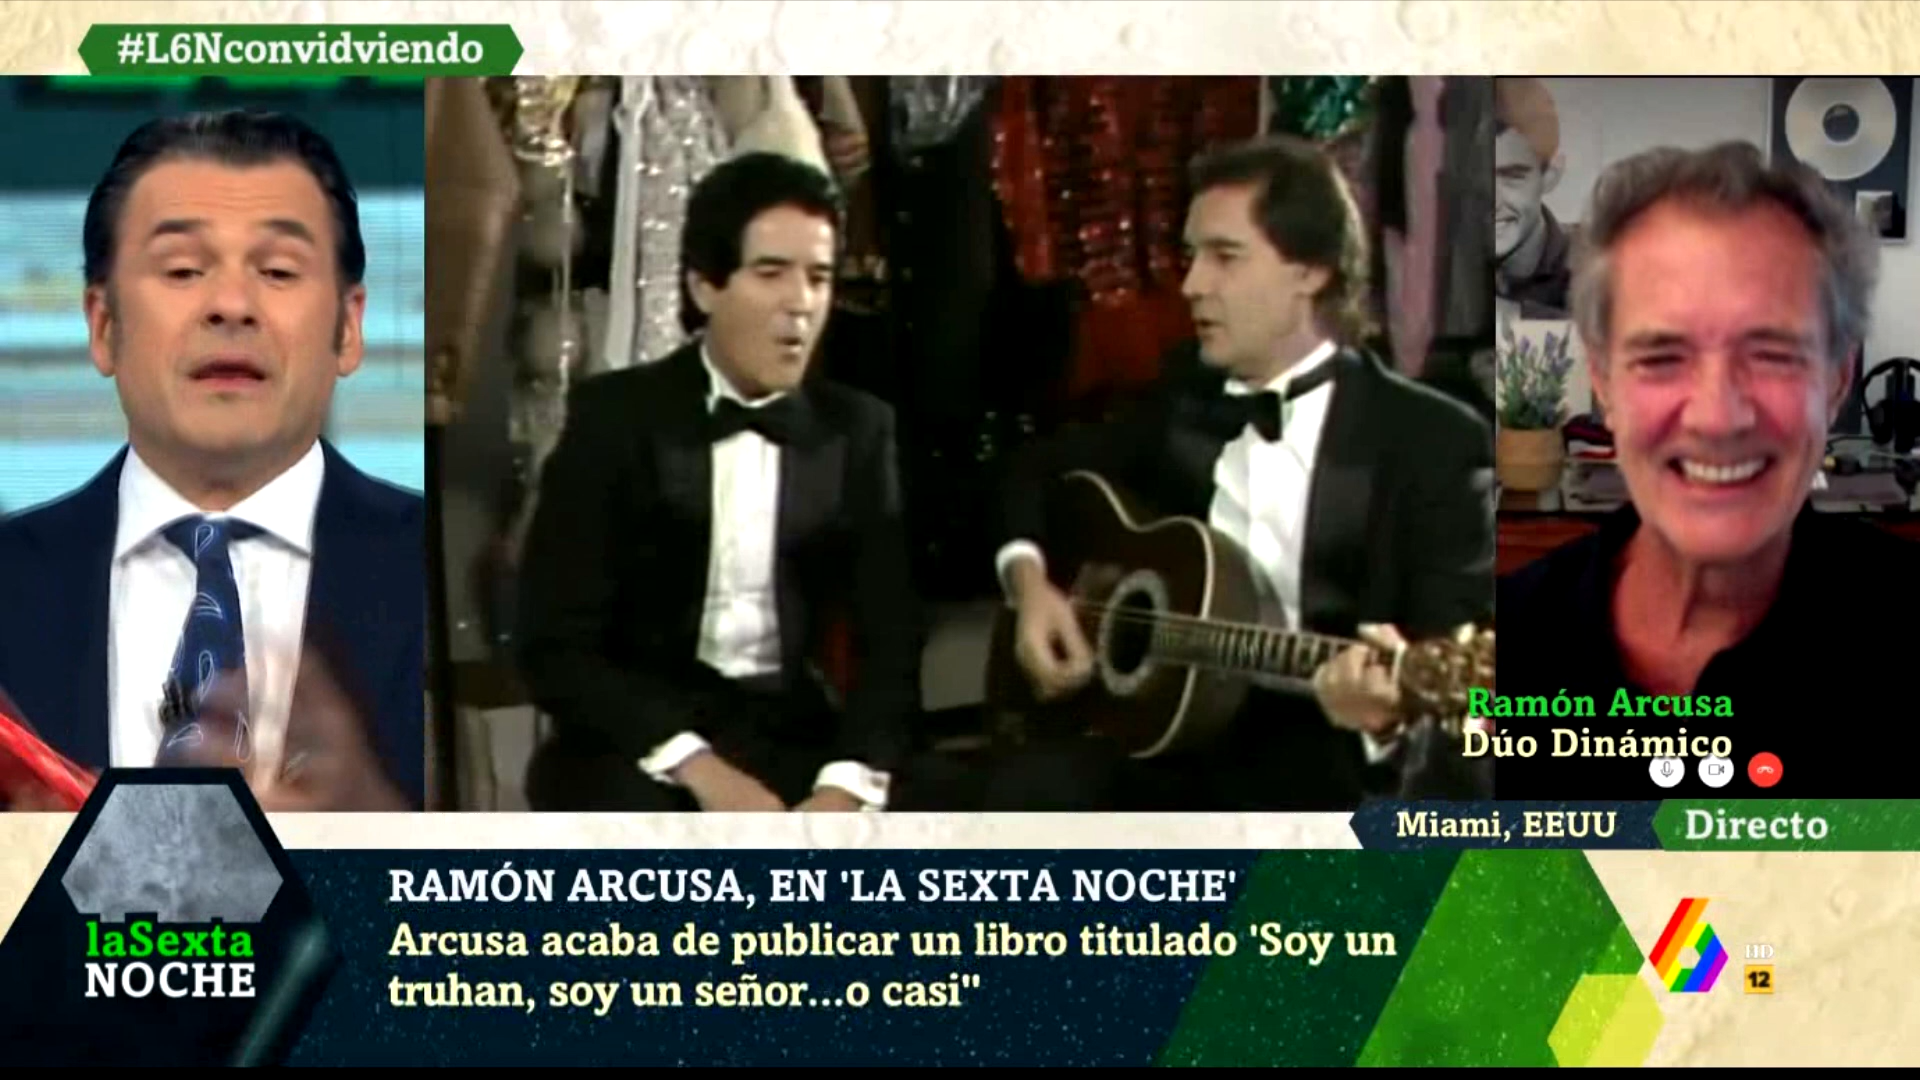 #L6Nconvidviendo
Ramón Arcusa
Dúo Dinámico
Miami, EEUU
Directo
RAMÓN ARCUSA, EN 'LA SEXTA NOCHE'
Arcusa acaba de publicar un libro titulado 'Soy un
truhan, soy un señor...o casi"
laSexta
NOCHE
HD
12